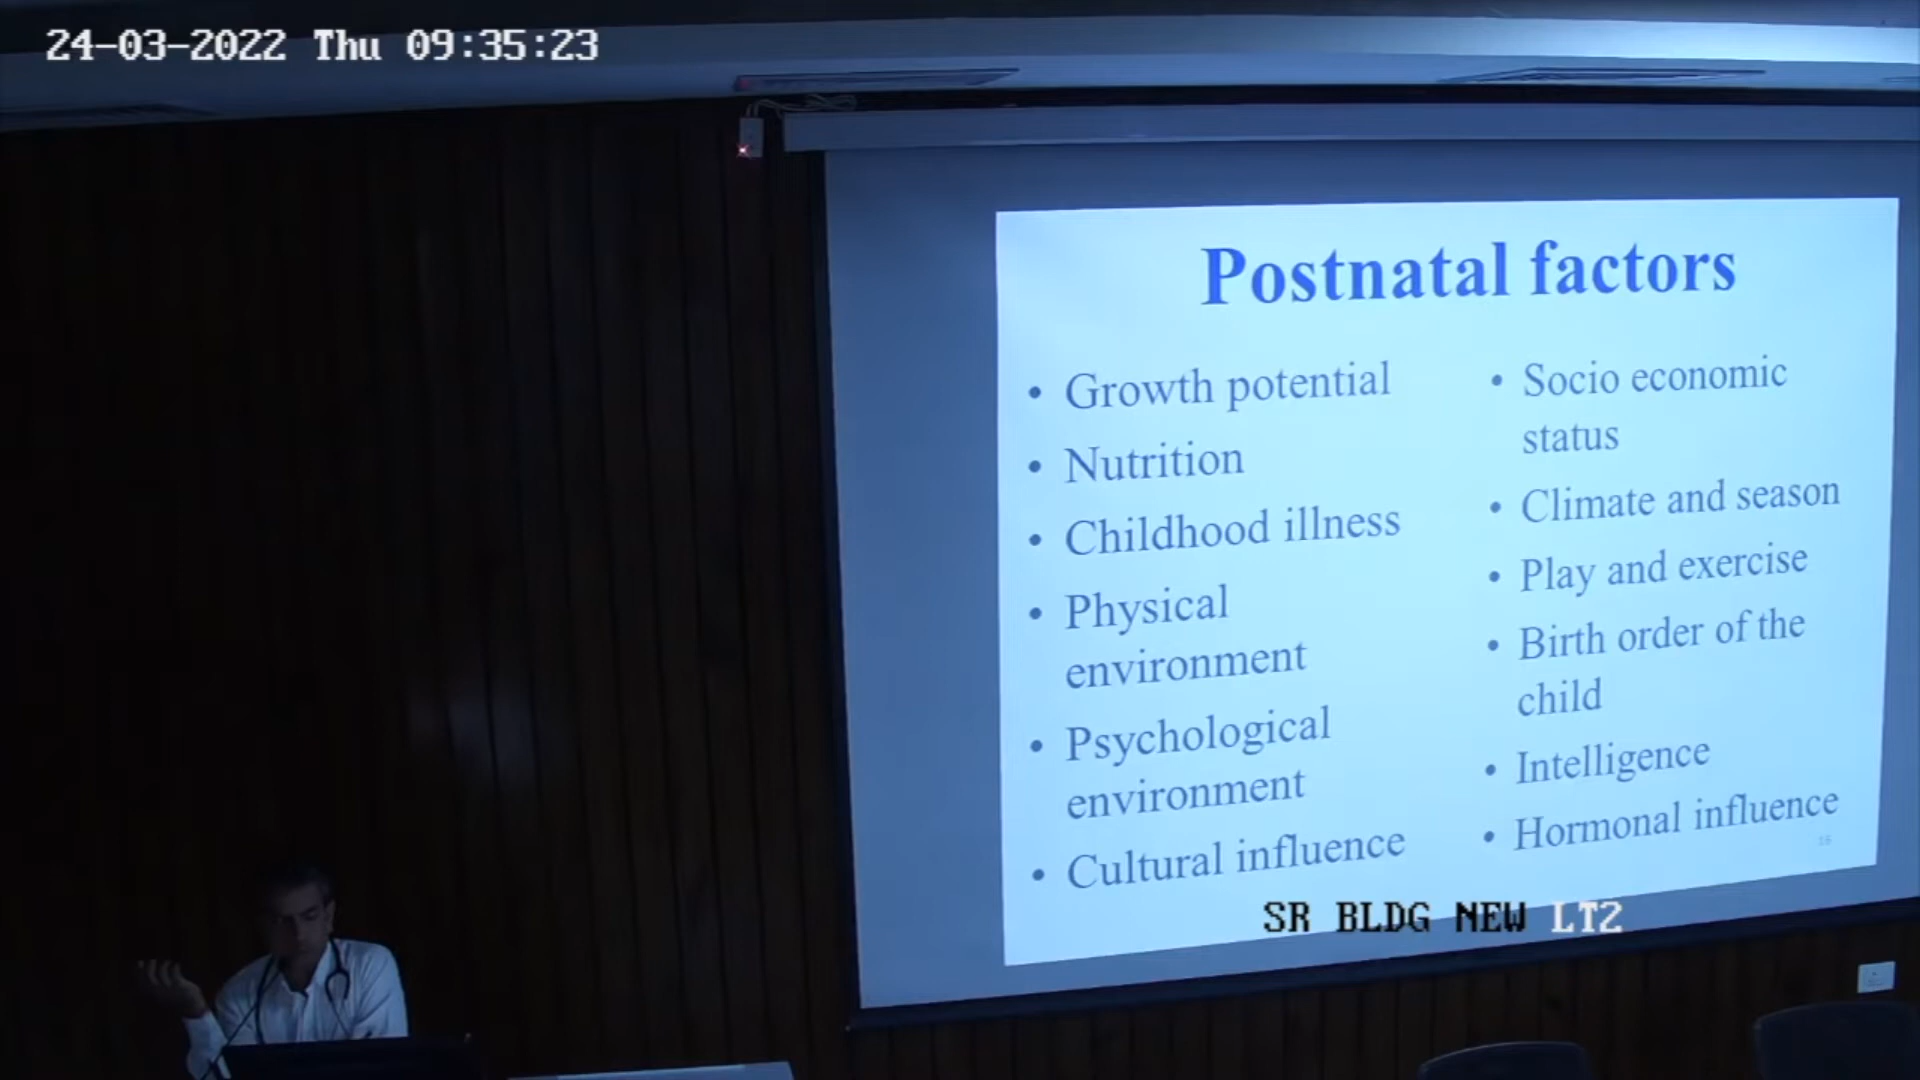 24-03-2022 Thu 09:35:23
Postnatal factors
• Growth potential
• Nutrition
• Childhood illness
• Physical
environment
• Psychological
environment
• Cultural influence
• Socio economic
status
• Climate and season
• Play and exercise
• Birth order of the
child
• Intelligence
• Hormonal influence
16
SR BLDG NEW LT2